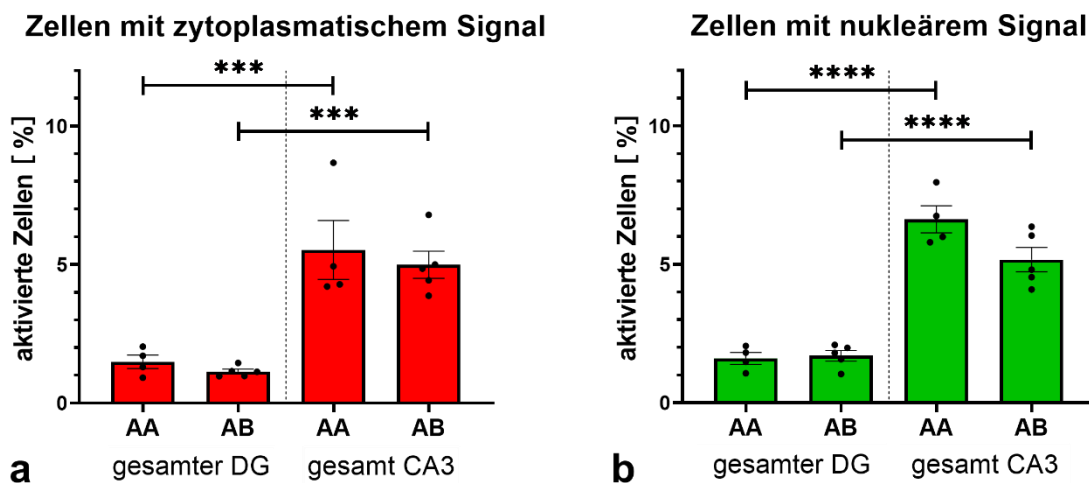 Zellen mit zytoplasmatischem Signal
aktivierte Zellen [ %]
10
5
0
***
***
AA AB AA AB
gesamter DG gesamt CA3
a
Zellen mit nukleärem Signal
aktivierte Zellen [ %]
10
5
0
****
****
AA AB AA AB
gesamter DG gesamt CA3
b